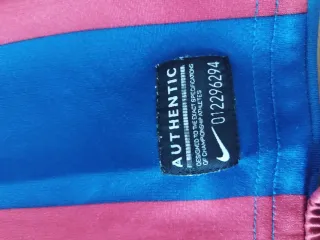 AUTHENTIC
DESIGNED TO THE EXACT SPECIFICATIONS
OF CHAMPIONSHIP ATHLETES
012296294